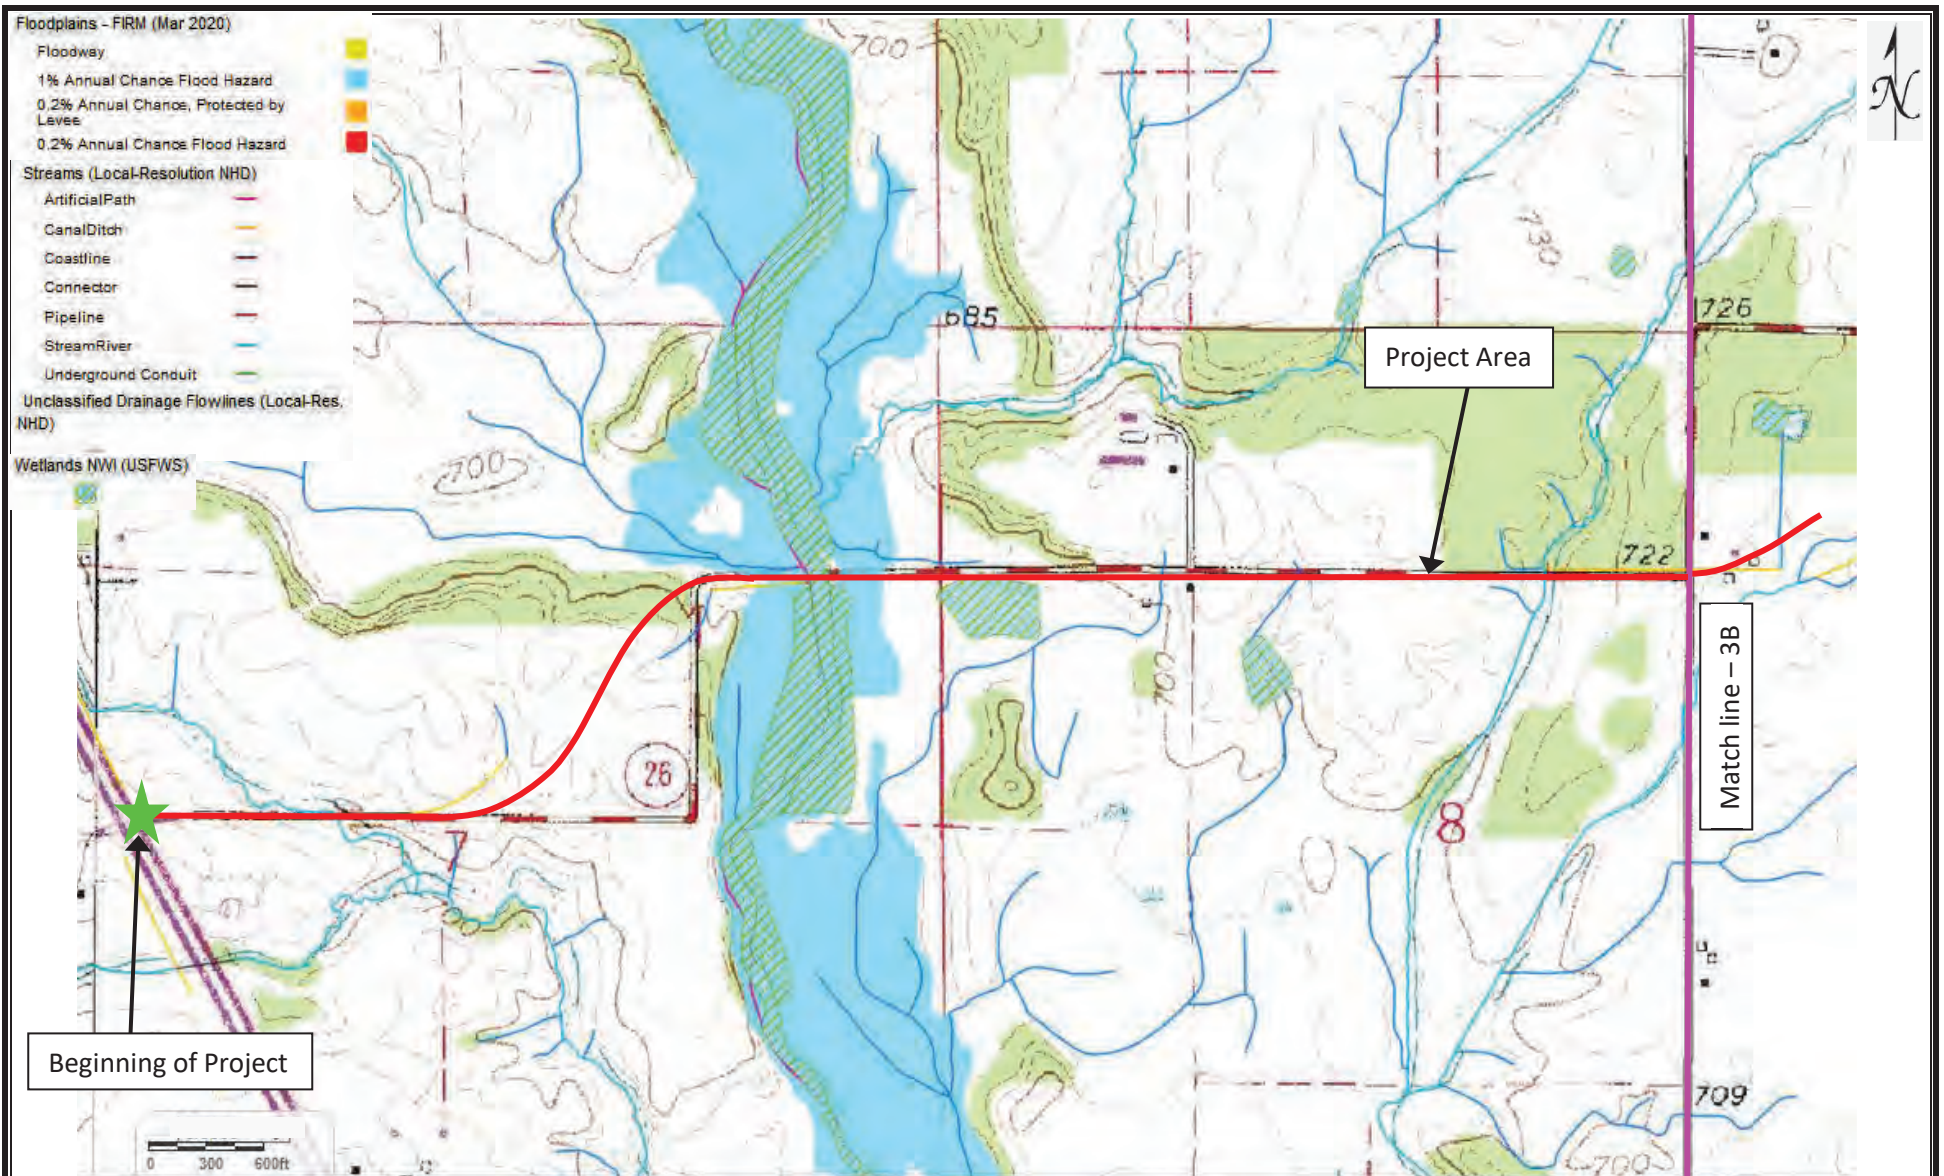 Floodplains - FIRM (Mar 2020)
Floodway
1% Annual Chance Flood Hazard
0.2% Annual Chance, Protected by
Levee
0.2% Annual Chance Flood Hazard
Streams (Local-Resolution NHD)
ArtificialPath
CanalDitch
Coastline
Connector
Pipeline
StreamRiver
Underground Conduit
Unclassified Drainage Flowlines (Local-Res.
NHD)
Wetlands NWI (USFWS)
N
700
730
685
726
Project Area
700
722
Match line – 3B
700
26
7
8
Beginning of Project
709
700
0 300 600ft